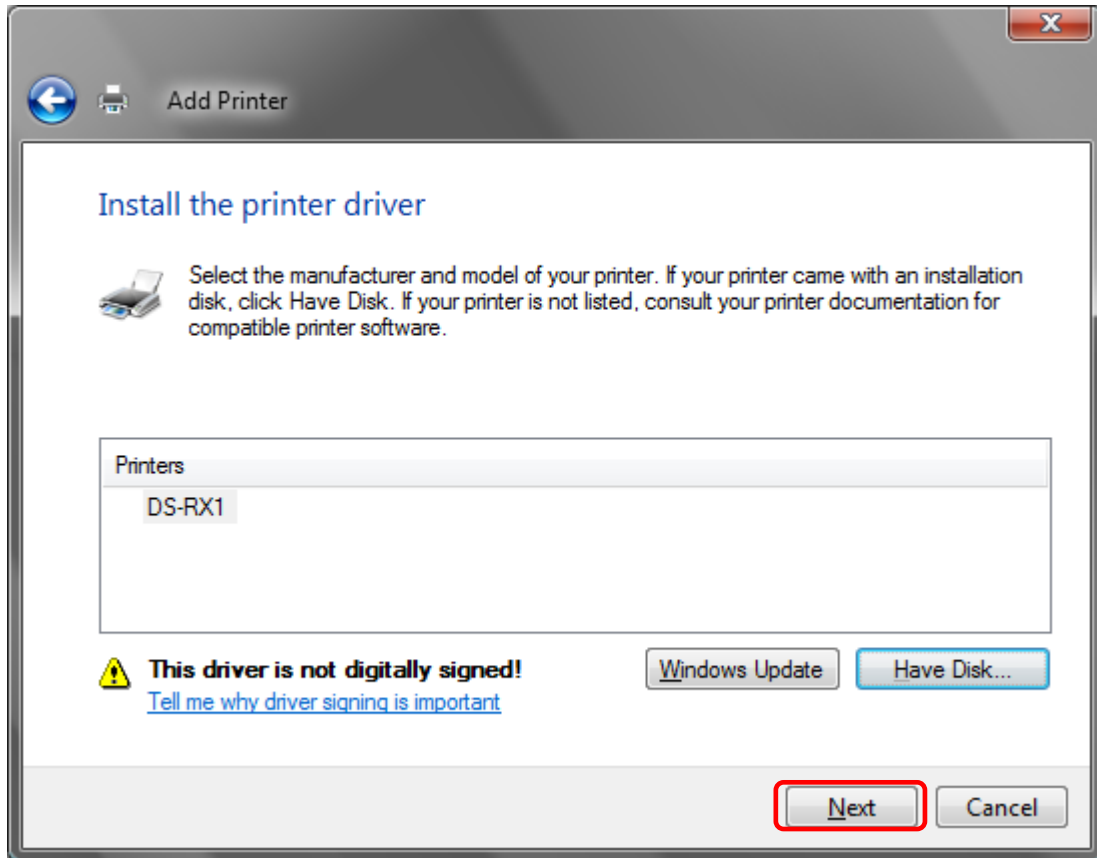 Add Printer
Install the printer driver
Select the manufacturer and model of your printer. If your printer came with an installation
disk, click Have Disk. If your printer is not listed, consult your printer documentation for
compatible printer software.
Printers
DS-RX1
This driver is not digitally signed!
Windows Update
Have Disk...
Tell me why driver signing is important
Next
Cancel